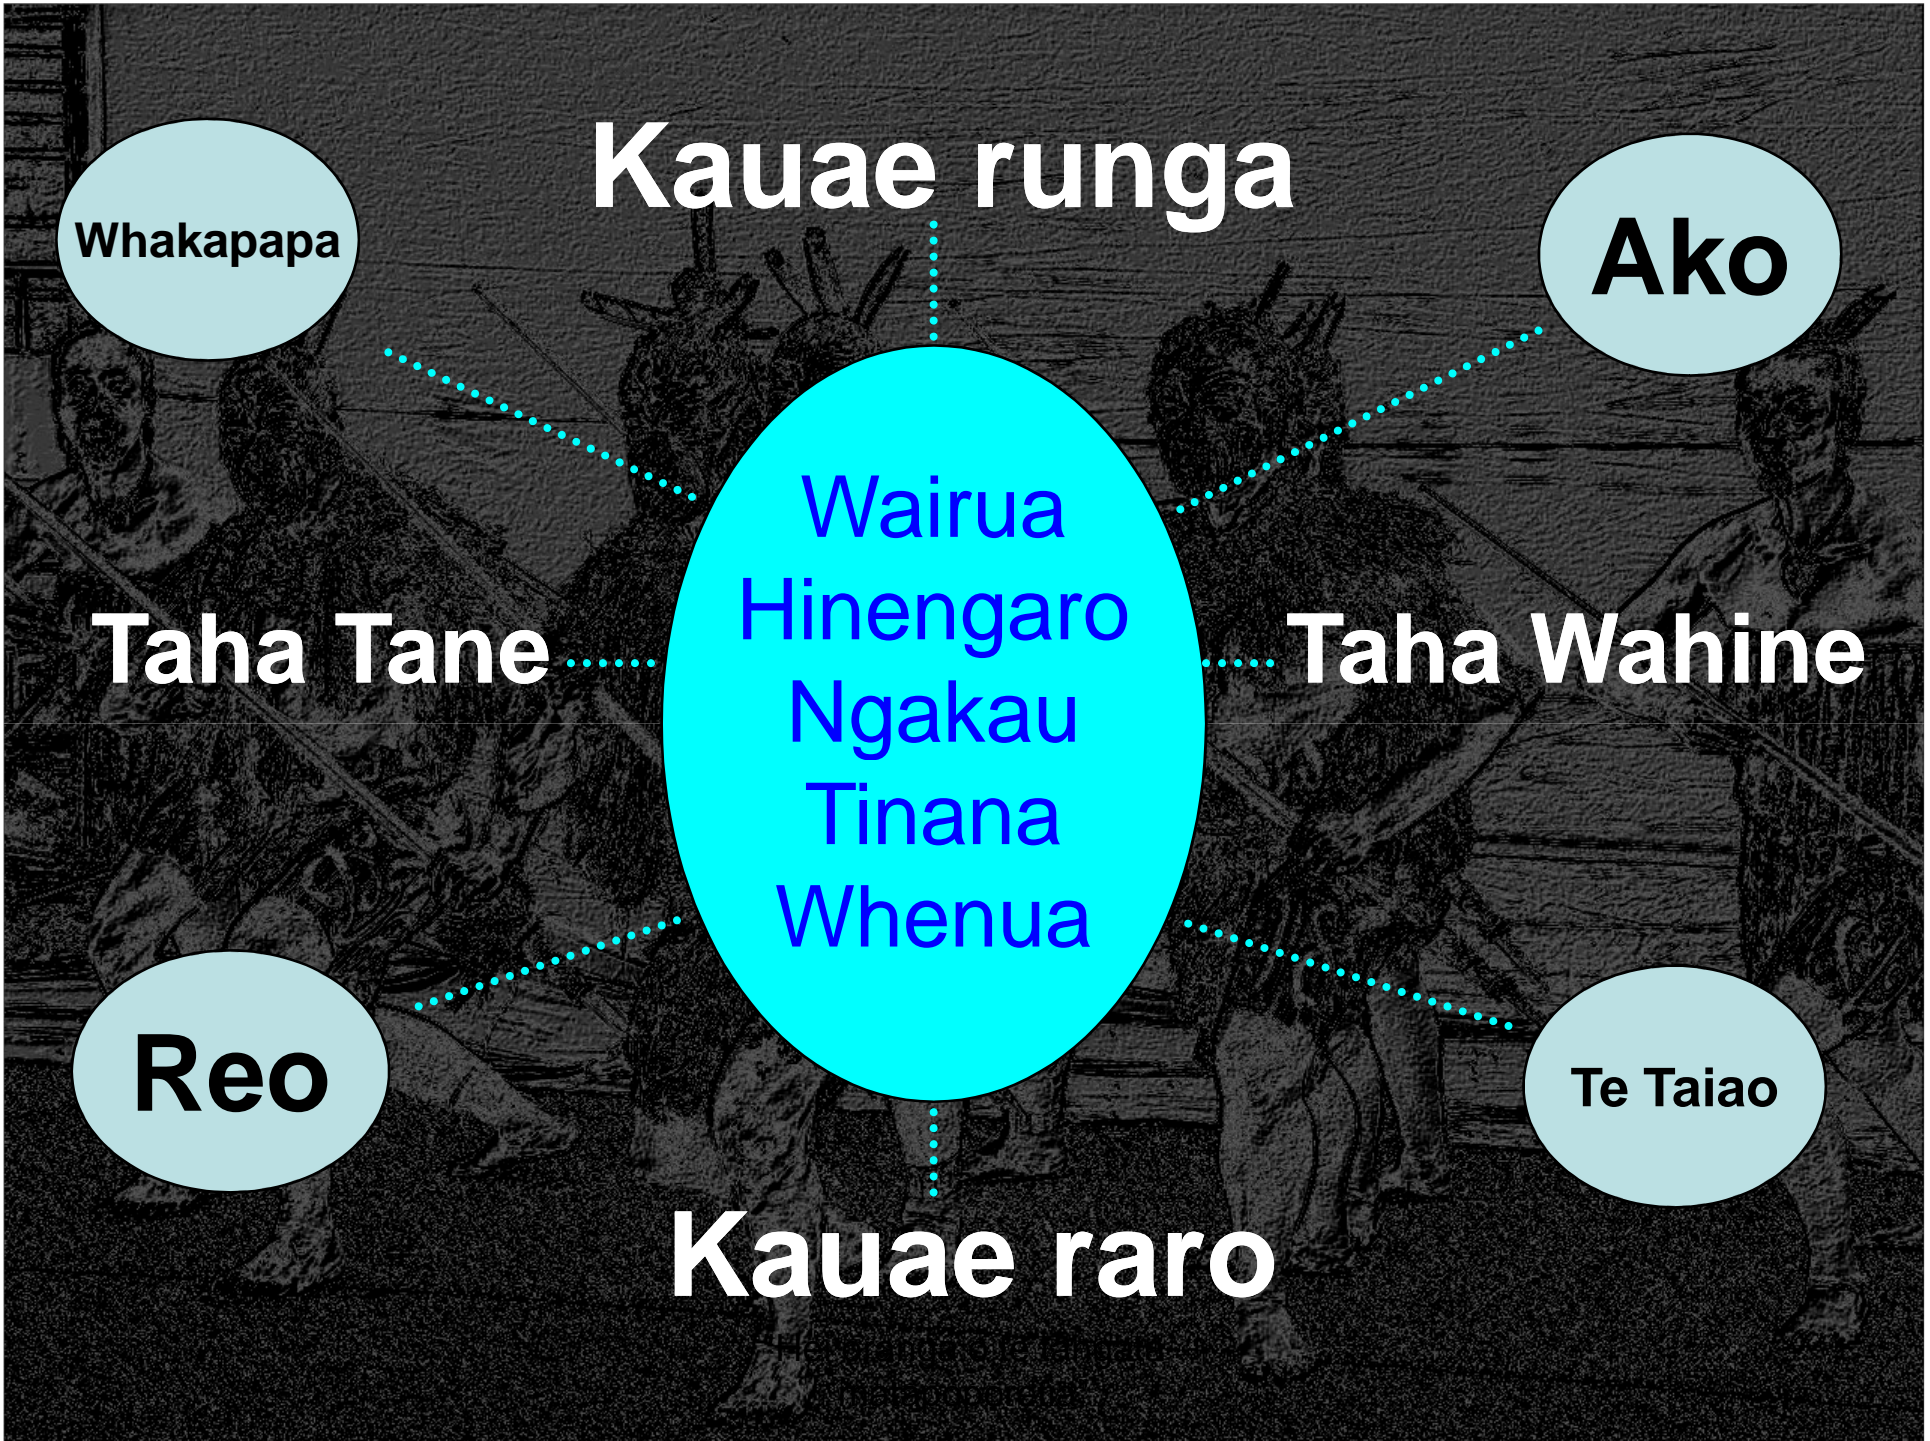 Kauae runga
Whakapapa
Ako
Wairua
Hinengaro
Ngakau
Tinana
Whenua
Taha Tane
Taha Wahine
Reo
Te Taiao
Kauae raro